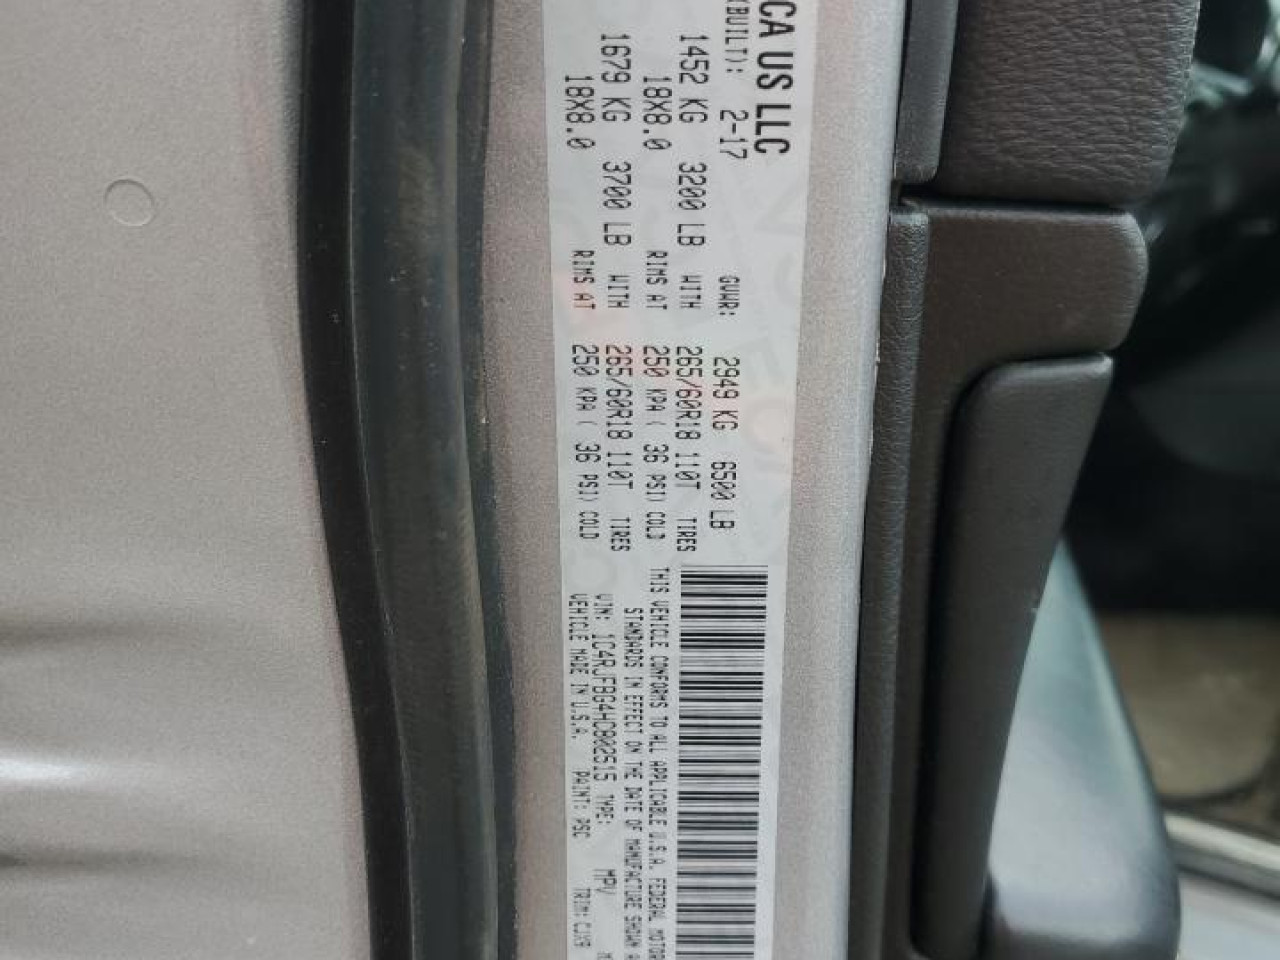 CA US LLC
(BUILT): 2-17 GVWR: 2949 KG 6500 LB
1452 KG 3200 LB WITH 265/60R18 110T TIRES
18X8.0 RIMS AT 250 KPA ( 36 PSI) COLD
1679 KG 3700 LB WITH 265/60R18 110T TIRES
18X8.0 RIMS AT 250 KPA ( 36 PSI) COLD
THIS VEHICLE CONFORMS TO ALL APPLICABLE U.S.A. FEDERAL MOTOR
STANDARDS IN EFFECT ON THE DATE OF MANUFACTURE SHOWN A
VIN: 1C4RJFBG4HC802515 TYPE: MPV
VEHICLE MADE IN U.S.A. PAINT: PSC TRIM: CJX9